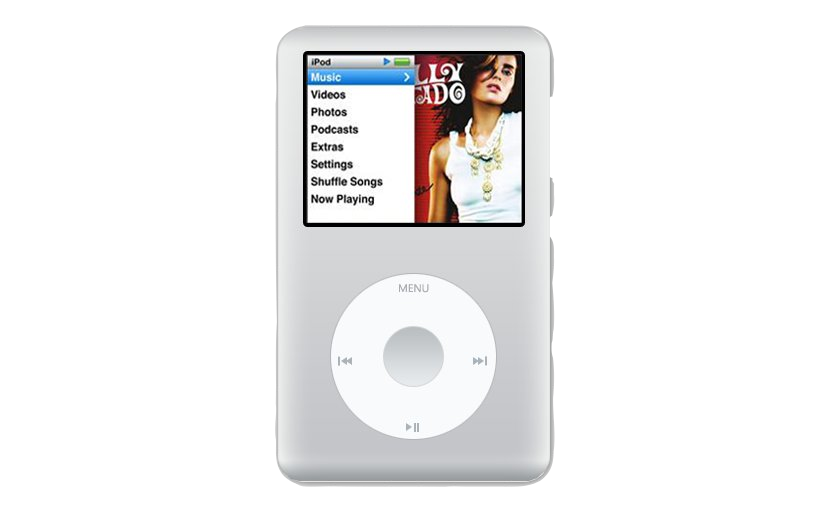 iPod
Music
Videos
Photos
Podcasts
Extras
Settings
Shuffle Songs
Now Playing
MENU